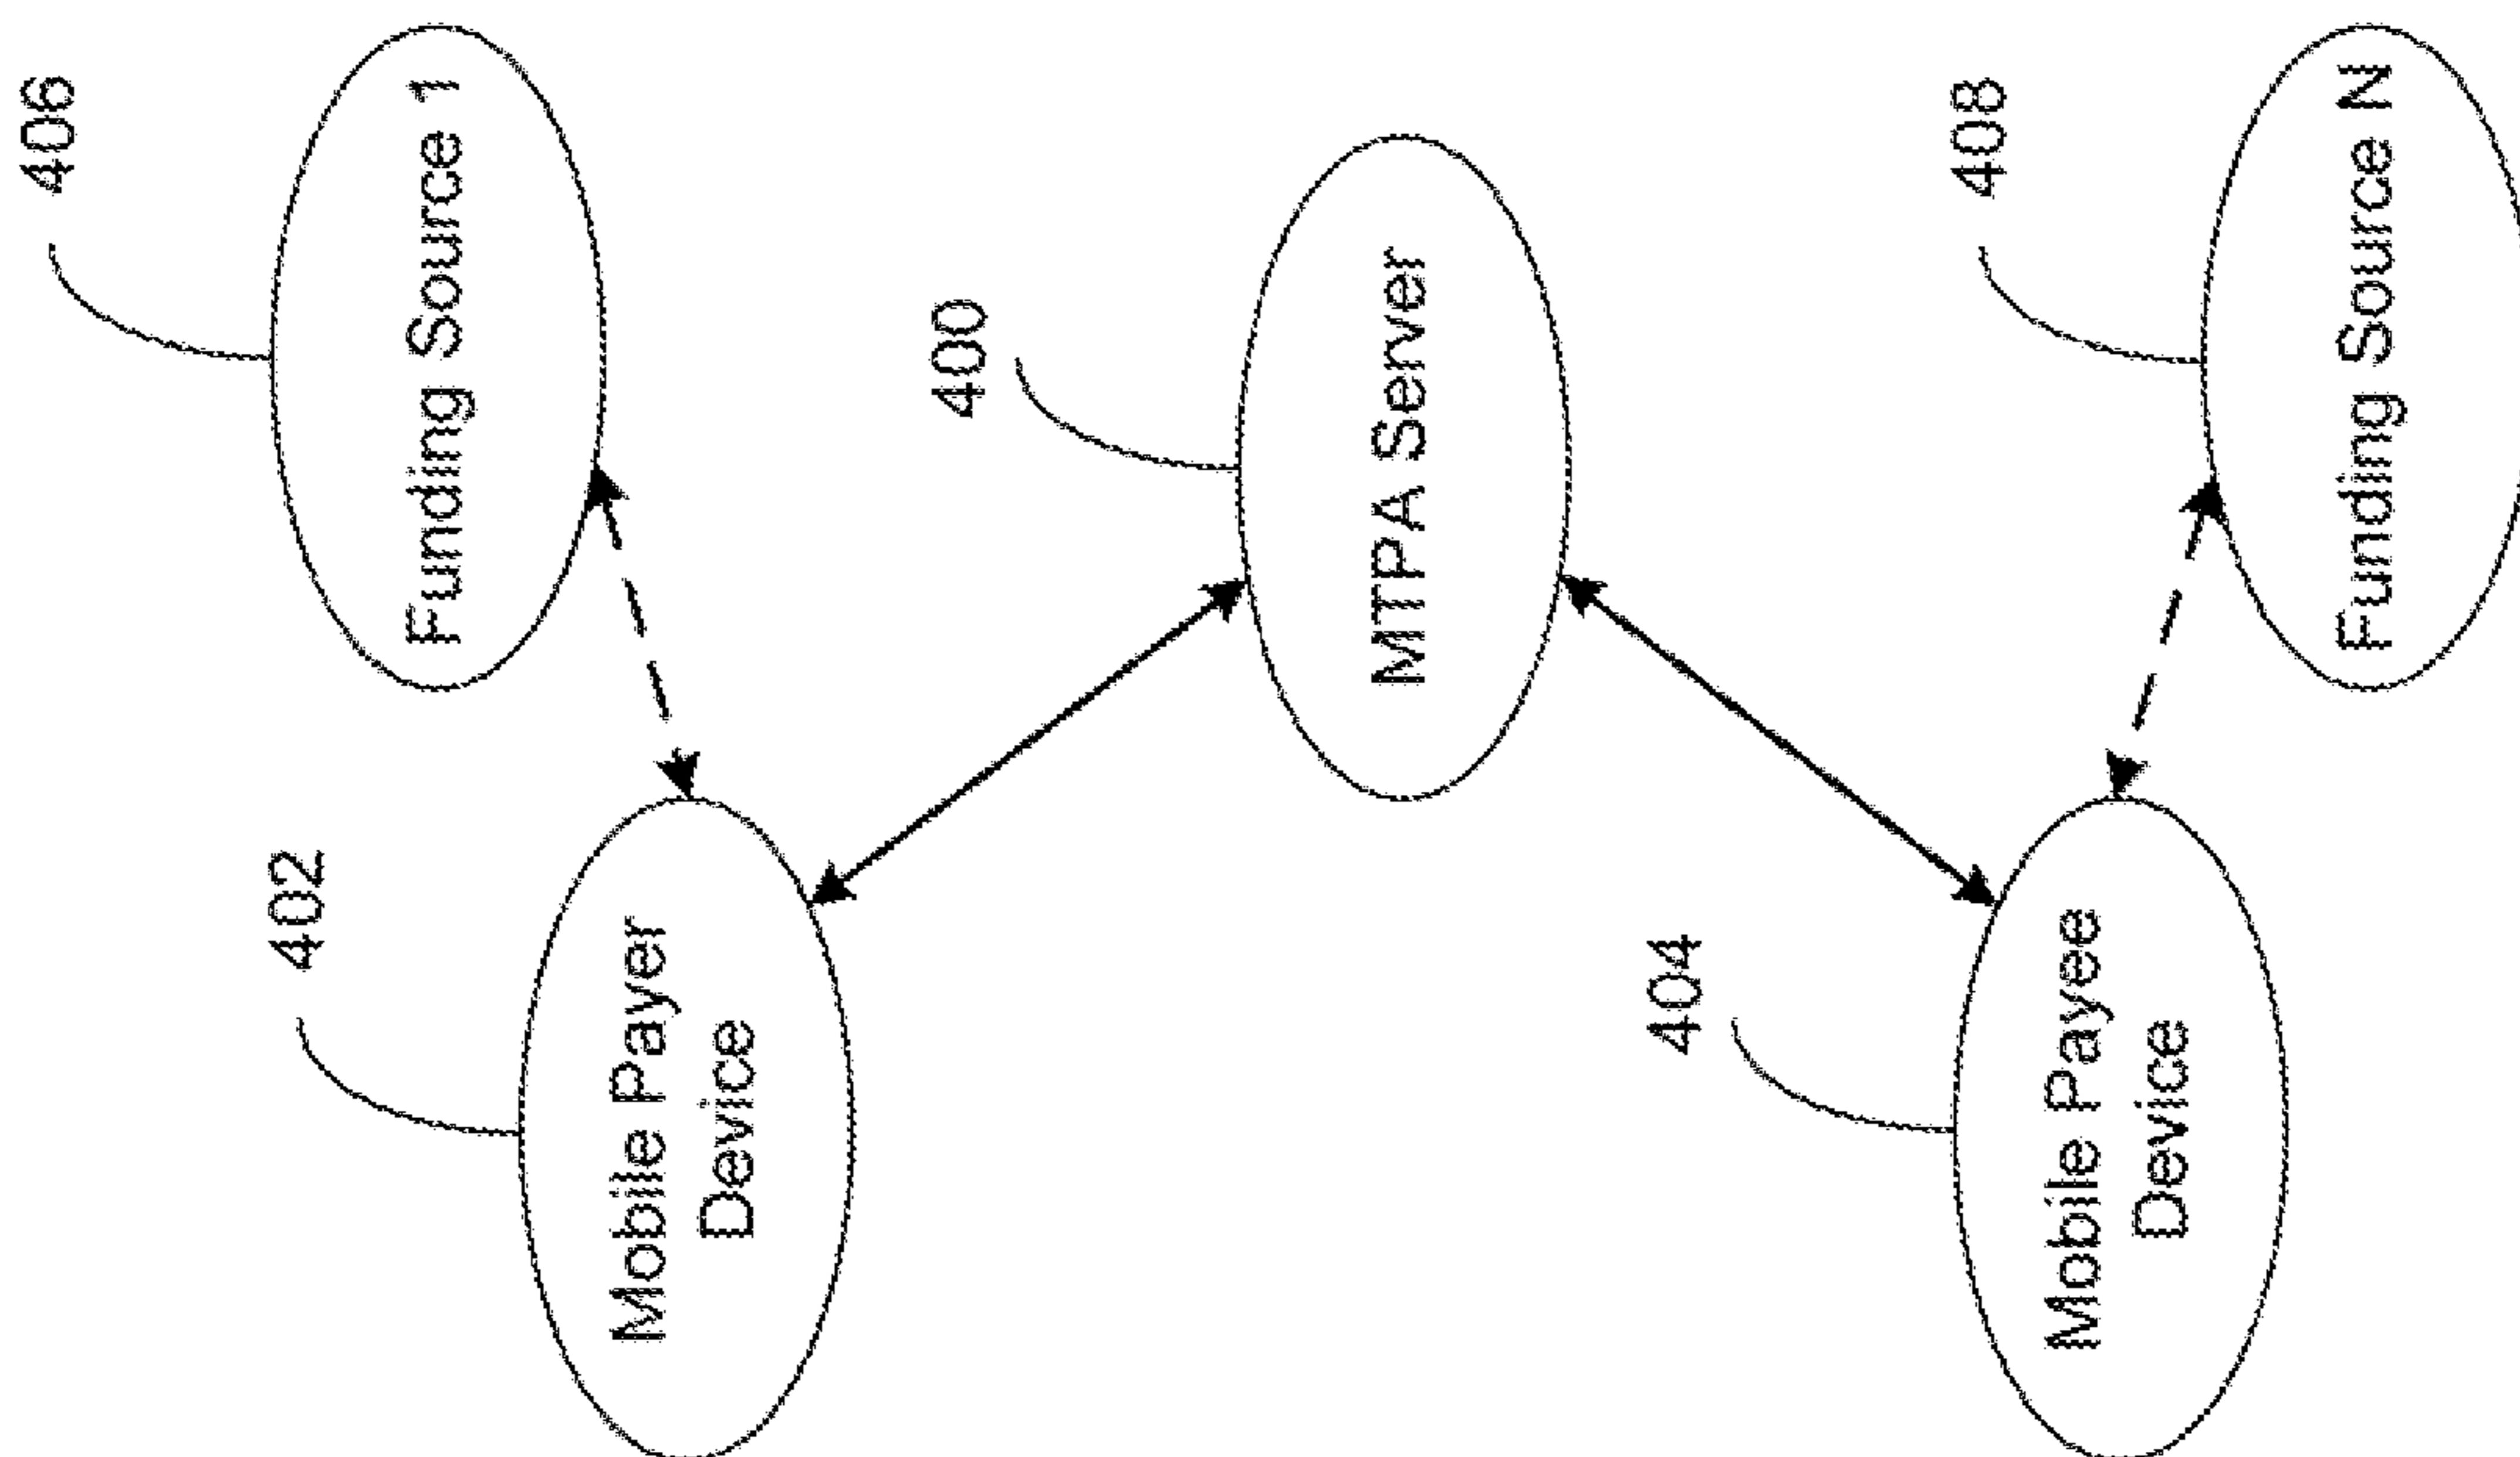 406
Funding Source 1
402
Mobile Payer
Device
400
MTPA Server
404
Mobile Payee
Device
408
Funding Source N